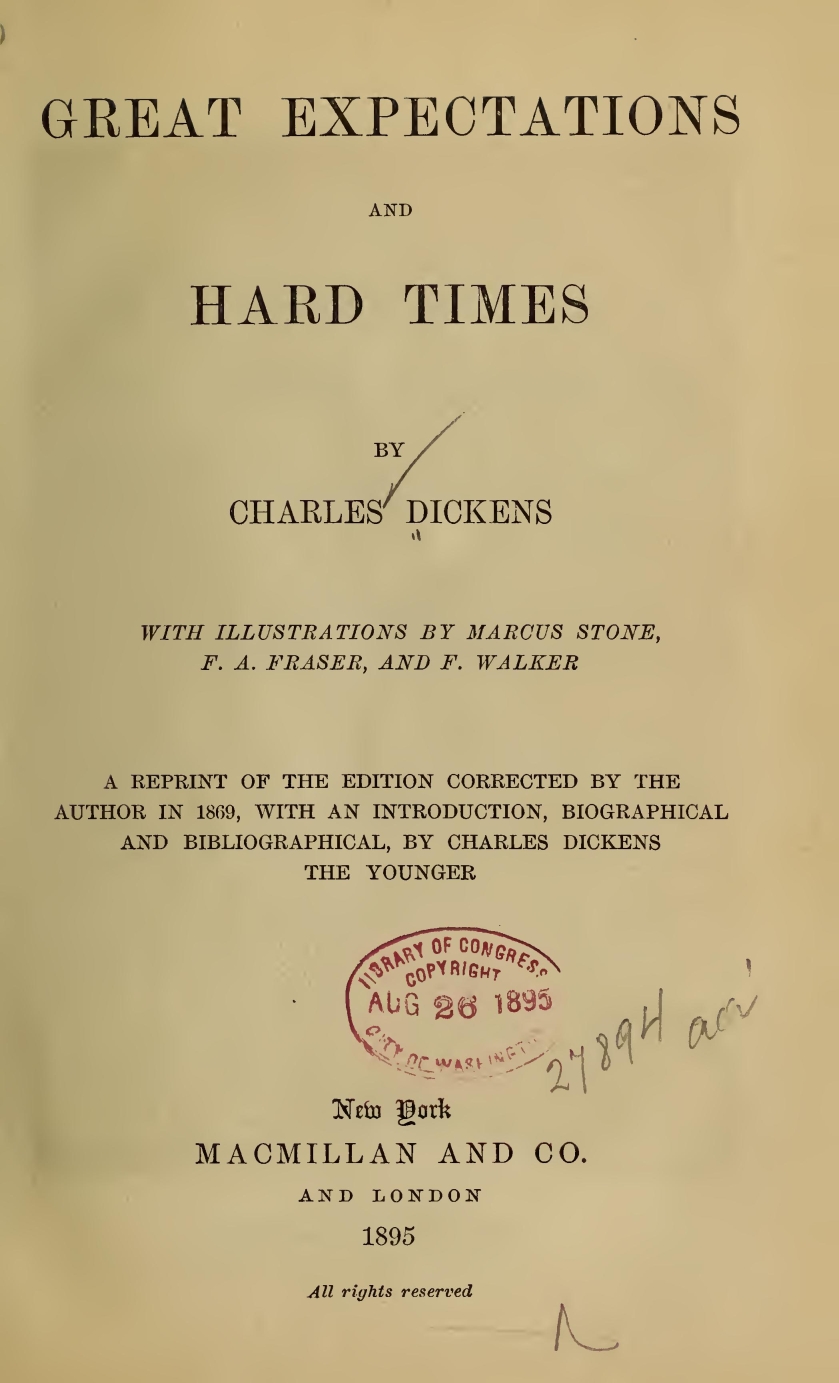 GREAT EXPECTATIONS
AND
HARD TIMES
BY
CHARLES DICKENS
WITH ILLUSTRATIONS BY MARCUS STONE,
F. A. FRASER, AND F. WALKER
A REPRINT OF THE EDITION CORRECTED BY THE
AUTHOR IN 1869, WITH AN INTRODUCTION, BIOGRAPHICAL
AND BIBLIOGRAPHICAL, BY CHARLES DICKENS
THE YOUNGER
LIBRARY OF CONGRESS
COPYRIGHT
AUG 26 1895
CITY OF WASHINGT
New York
MACMILLAN AND CO.
AND LONDON
1895
All rights reserved